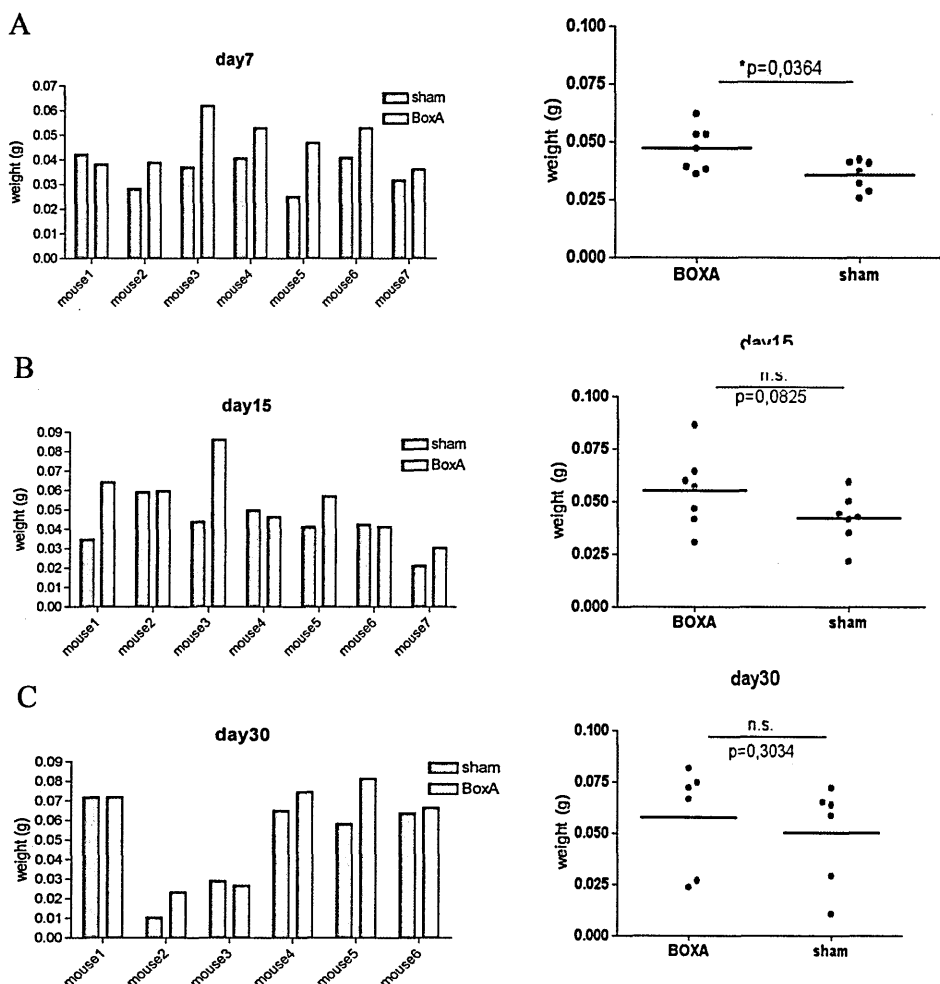 A
day7
weight (g)
0.07
0.06
0.05
0.04
0.03
0.02
0.01
0.00
sham
BoxA
mouse1
mouse2
mouse3
mouse4
mouse5
mouse6
mouse7
weight (g)
0.100
0.075
0.050
0.025
0.000
*p=0,0364
BOXA
sham
B
day15
weight (g)
0.09
0.08
0.07
0.06
0.05
0.04
0.03
0.02
0.01
0.00
sham
BoxA
mouse1
mouse2
mouse3
mouse4
mouse5
mouse6
mouse7
day15
n.s.
p=0,0825
weight (g)
0.100
0.075
0.050
0.025
0.000
BOXA
sham
C
day30
weight (g)
0.09
0.08
0.07
0.06
0.05
0.04
0.03
0.02
0.01
0.00
sham
BoxA
mouse1
mouse2
mouse3
mouse4
mouse5
mouse6
day30
n.s.
p=0,3034
weight (g)
0.100
0.075
0.050
0.025
0.000
BOXA
sham